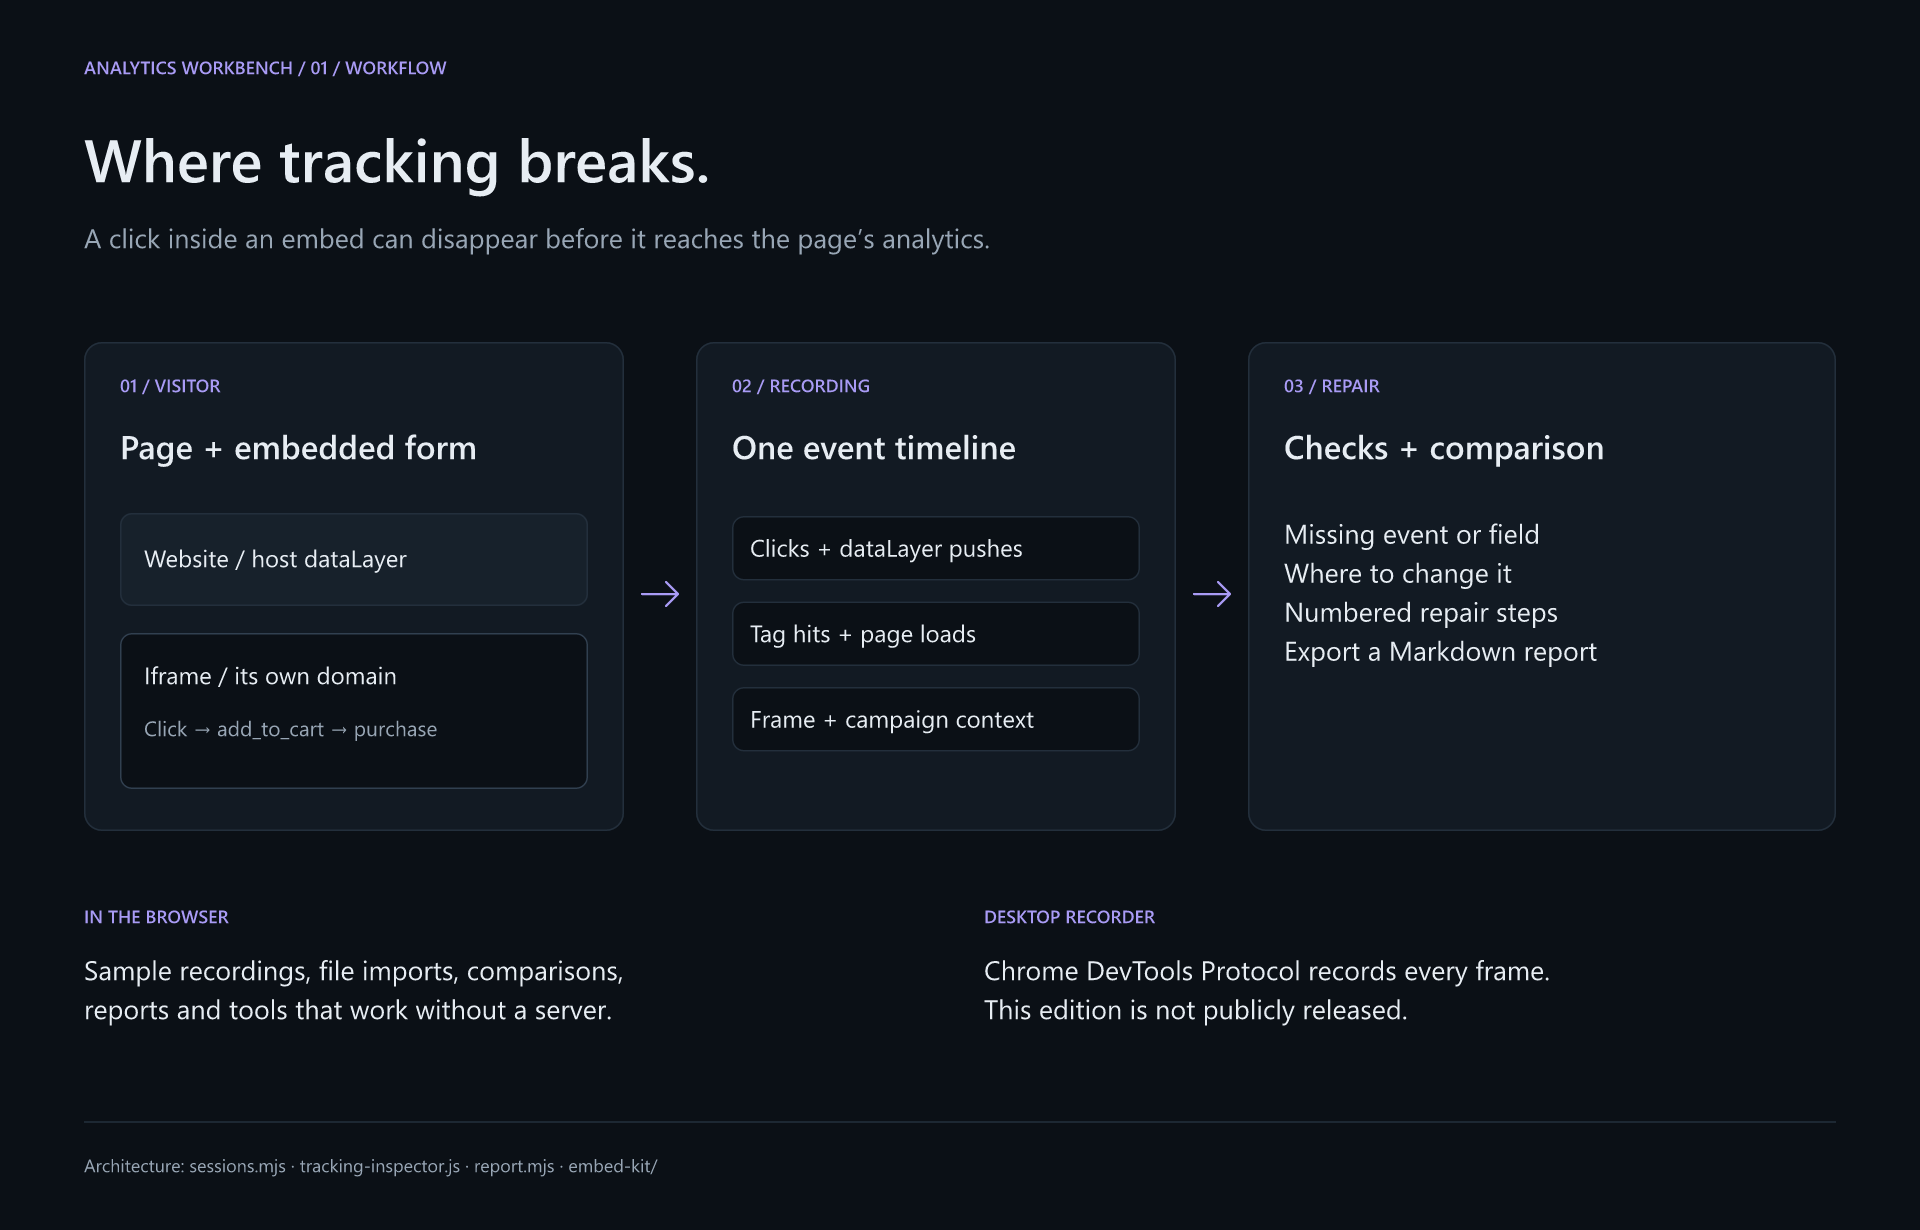 ANALYTICS WORKBENCH / 01 / WORKFLOW
Where tracking breaks.
A click inside an embed can disappear before it reaches the page’s analytics.
01 / VISITOR
Page + embedded form
Website / host dataLayer
Iframe / its own domain
Click → add_to_cart → purchase
02 / RECORDING
One event timeline
Clicks + dataLayer pushes
Tag hits + page loads
Frame + campaign context
03 / REPAIR
Checks + comparison
Missing event or field
Where to change it
Numbered repair steps
Export a Markdown report
IN THE BROWSER
Sample recordings, file imports, comparisons,
reports and tools that work without a server.
DESKTOP RECORDER
Chrome DevTools Protocol records every frame.
This edition is not publicly released.
Architecture: sessions.mjs · tracking-inspector.js · report.mjs · embed-kit/